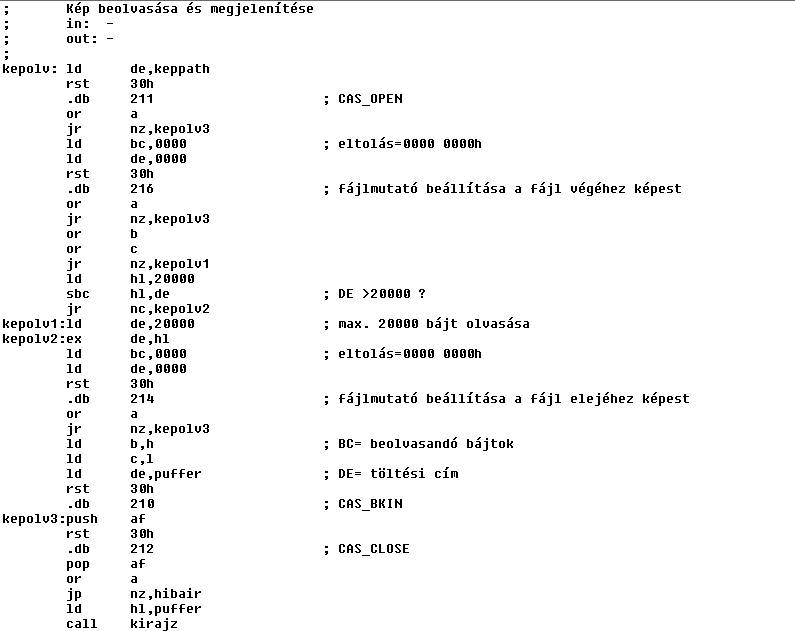 ;       Kép beolvasása és megjelenítése
;       in:  -
;       out: -
;
kepolv: ld      de,keppath
        rst     30h
        .db     211                     ; CAS_OPEN
        or      a
        jr      nz,kepolv3
        ld      bc,0000                 ; eltolás=0000 0000h
        ld      de,0000
        rst     30h
        .db     216                     ; fájlmutató beállítása a fájl végéhez képest
        or      a
        jr      nz,kepolv3
        or      b
        or      c
        jr      nz,kepolv1
        ld      hl,20000
        sbc     hl,de                   ; DE >20000 ?
        jr      nc,kepolv2
kepolv1:ld      de,20000                ; max. 20000 bájt olvasása
kepolv2:ex      de,hl
        ld      bc,0000                 ; eltolás=0000 0000h
        ld      de,0000
        rst     30h
        .db     214                     ; fájlmutató beállítása a fájl elejéhez képest
        or      a
        jr      nz,kepolv3
        ld      b,h                     ; BC= beolvasandó bájtok
        ld      c,l
        ld      de,puffer               ; DE= töltési cím
        rst     30h
        .db     210                     ; CAS_BKIN
kepolv3:push    af
        rst     30h
        .db     212                     ; CAS_CLOSE
        pop     af
        or      a
        jp      nz,hibair
        ld      hl,puffer
        call    kirajz